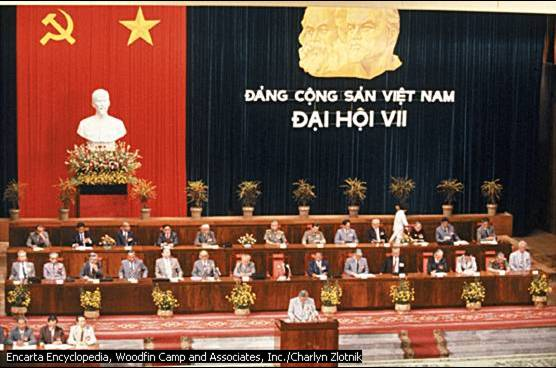 ĐẢNG CỘNG SẢN VIỆT NAM
ĐẠI HỘI VII
Encarta Encyclopedia, Woodfin Camp and Associates, Inc./Charlyn Zlotnik